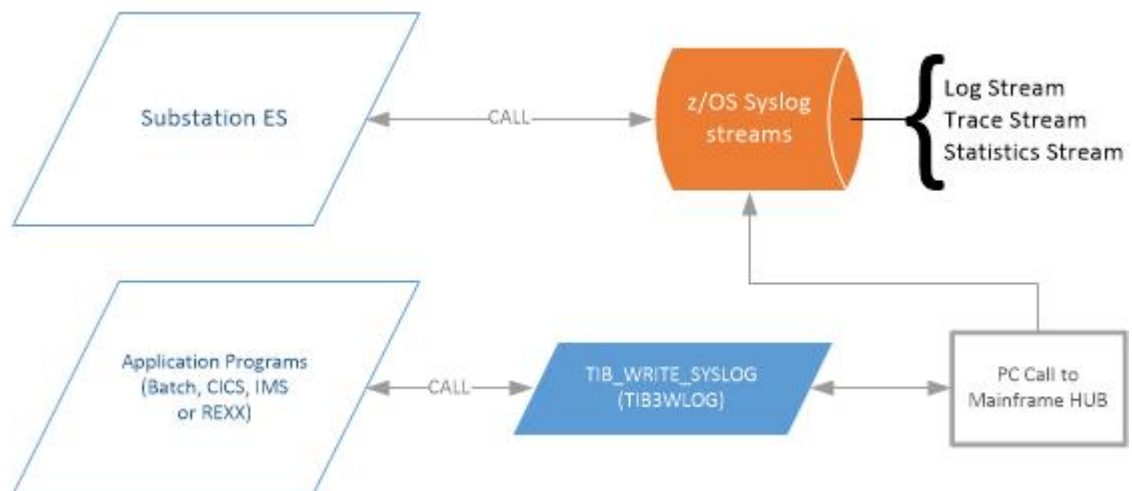 Substation ES
CALL
z/OS Syslog
streams
Log Stream
Trace Stream
Statistics Stream
Application Programs
(Batch, CICS, IMS
or REXX)
CALL
TIB_WRITE_SYSLOG
(TIB3WLOG)
PC Call to
Mainframe HUB